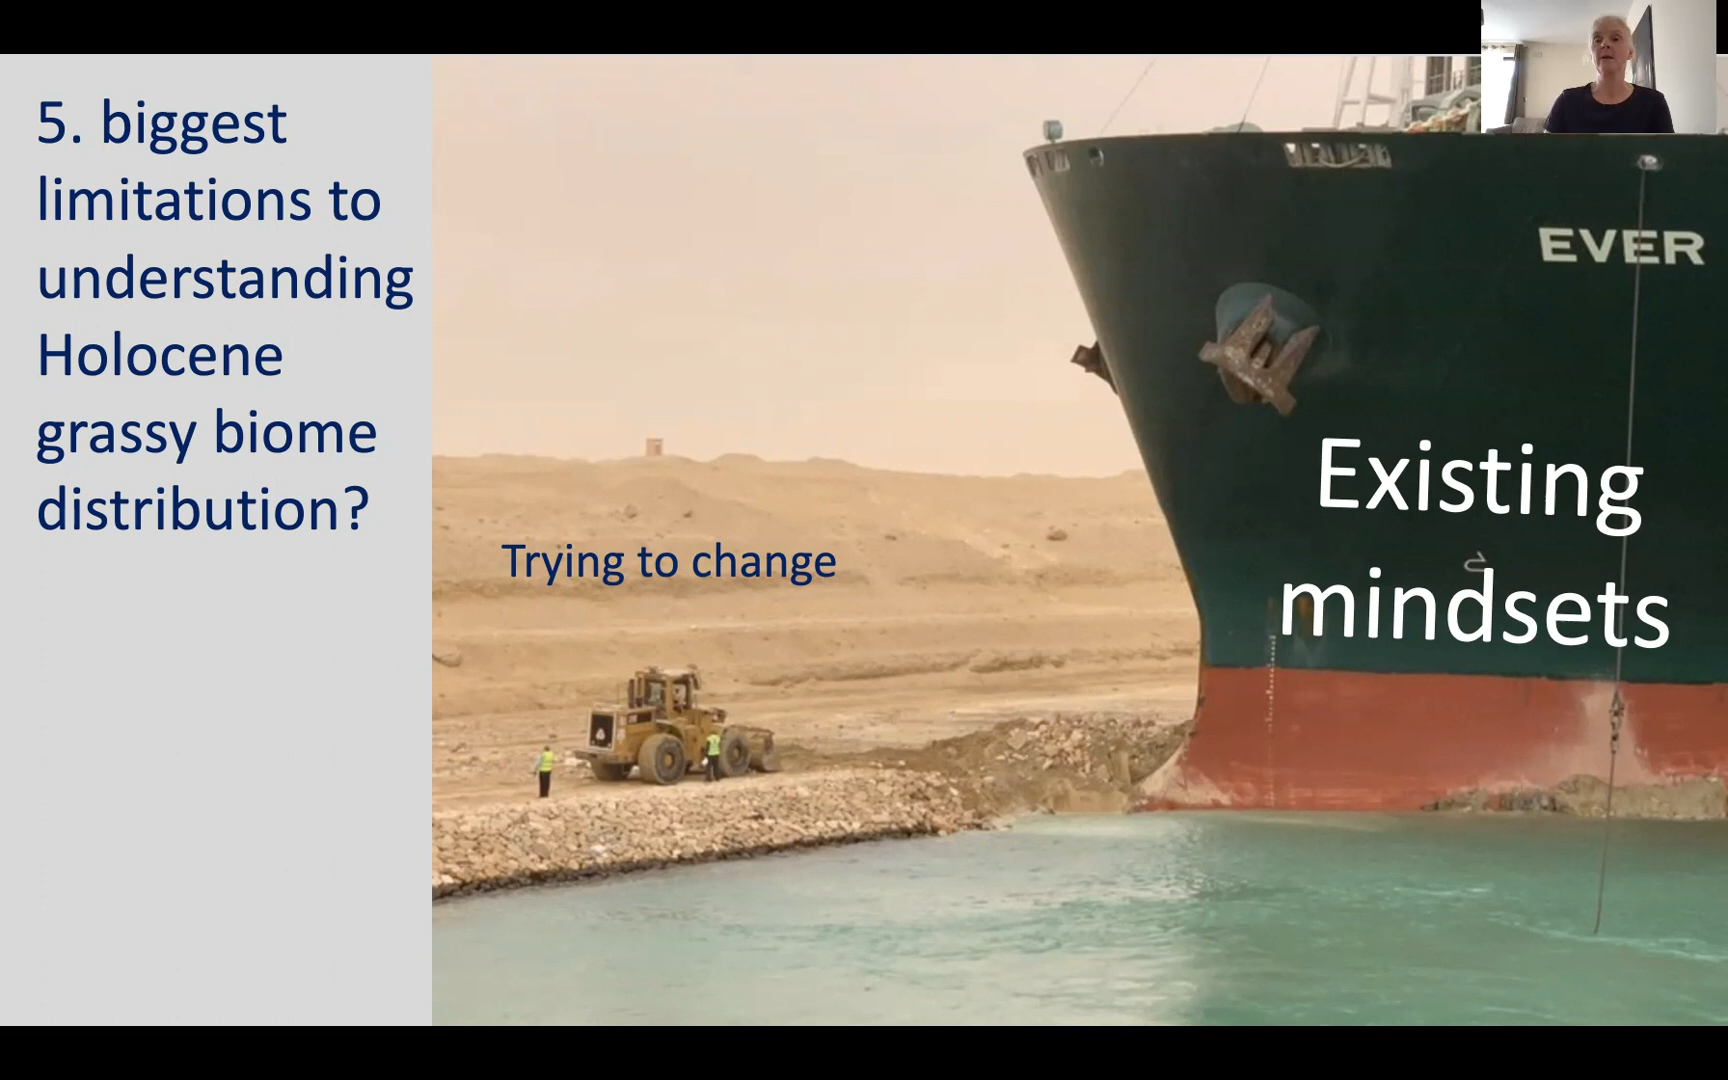 5. biggest
limitations to
understanding
Holocene
grassy biome
distribution?
Trying to change
EVER
Existing
mindsets